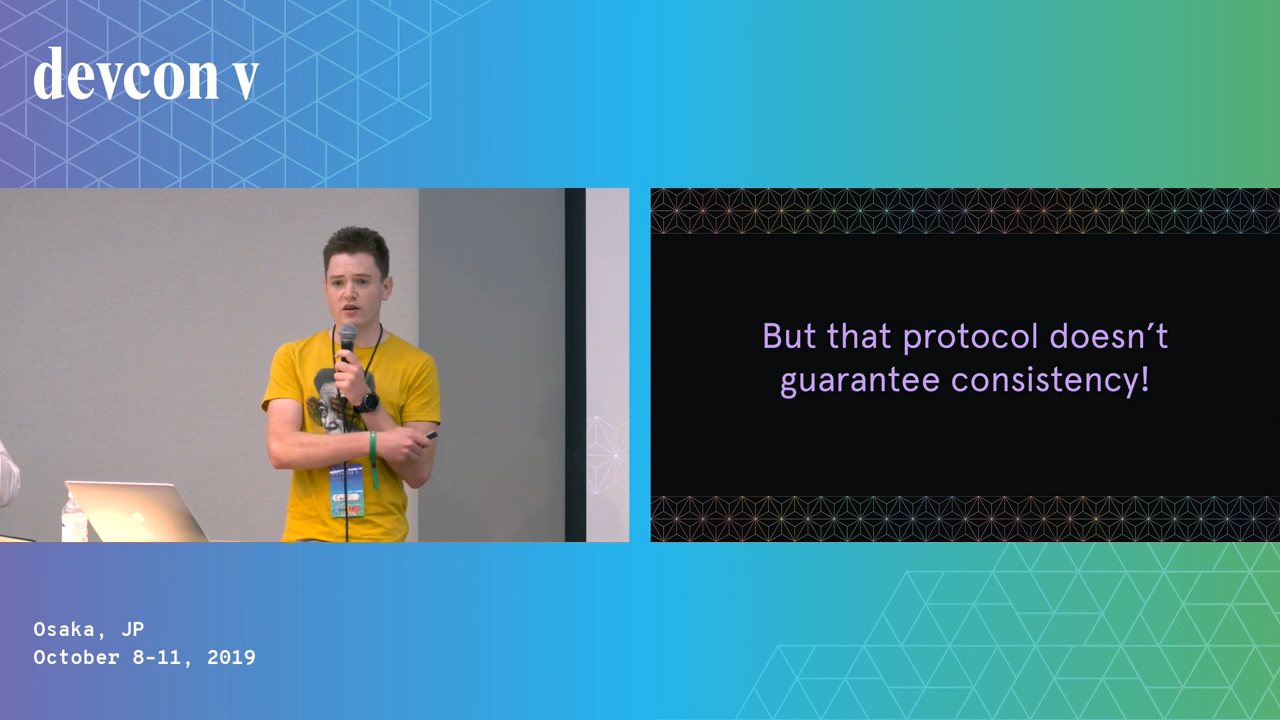 devcon v
But that protocol doesn’t
guarantee consistency!
Osaka, JP
October 8-11, 2019